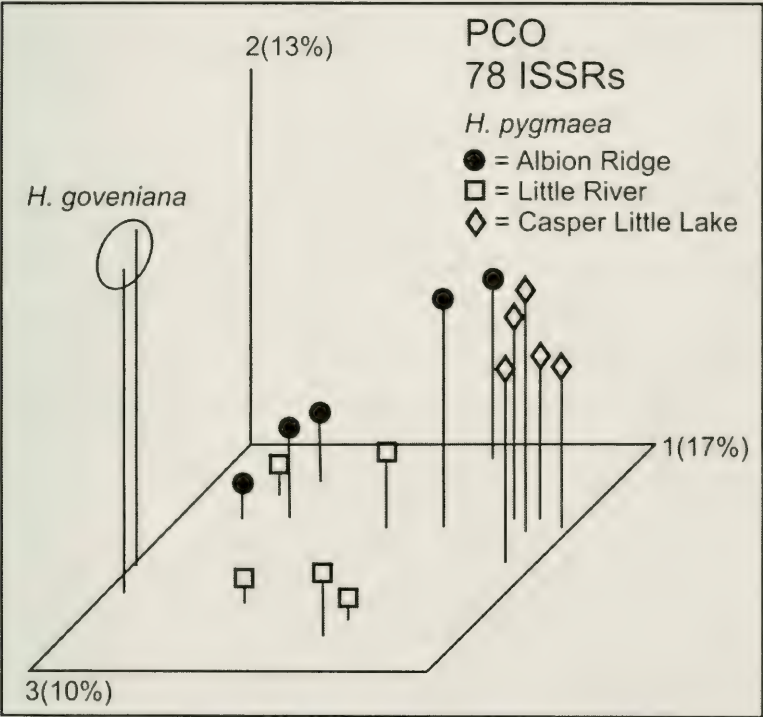 2(13%)
PCO
78 ISSRs
H. pygmaea
= Albion Ridge
= Little River
= Casper Little Lake
H. goveniana
1(17%)
3(10%)